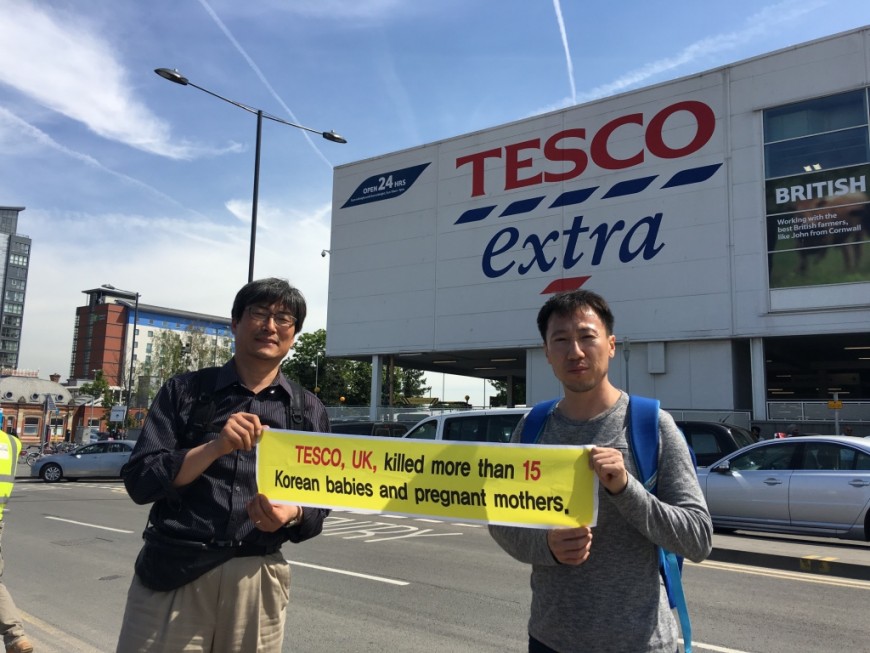 OPEN 24 HRS
TESCO
extra
BRITISH
Working with the
best British farmers,
like John from Cornwall
TESCO, UK, killed more than 15
Korean babies and pregnant mothers.